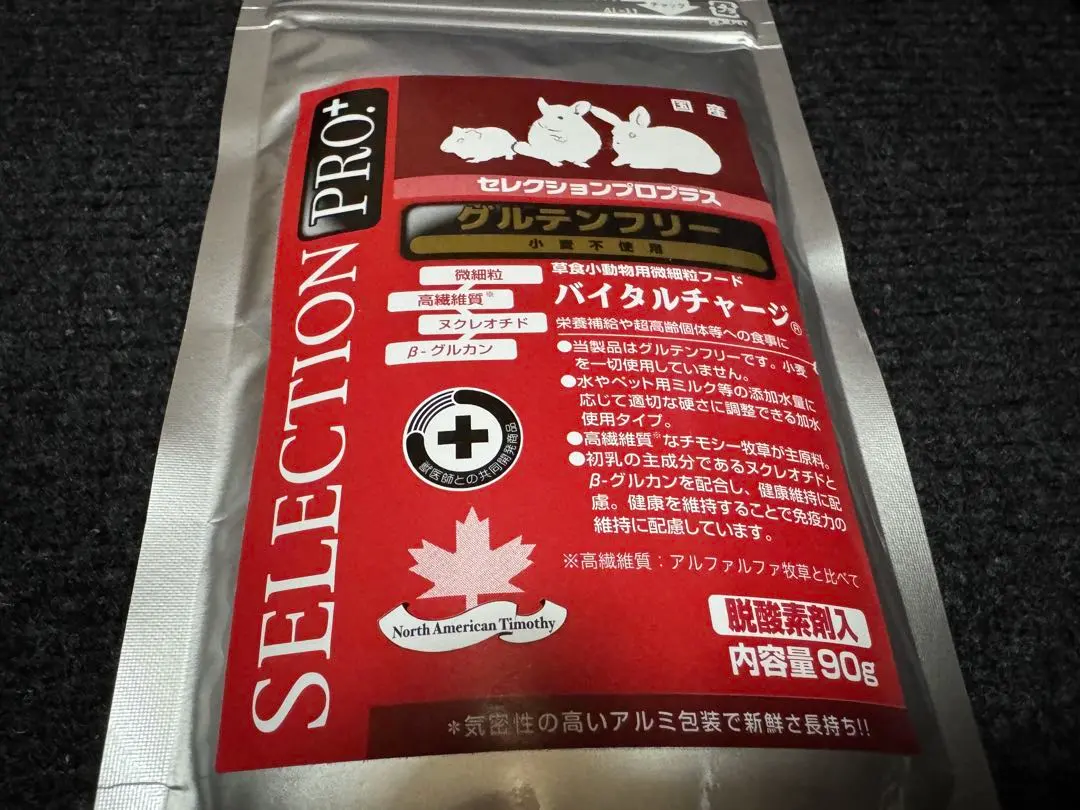 チャック
国産
SELECTION PRO.+
セレクションプロプラス
グルテンフリー
小麦不使用
微細粒
高繊維質※
ヌクレオチド
β-グルカン
草食小動物用微細粒フード
バイタルチャージ®
栄養補給や超高齢個体等への食事に
●当製品はグルテンフリーです。小麦
を一切使用していません。
●水やペット用ミルク等の添加水量に
応じて適切な硬さに調整できる加水
使用タイプ。
●高繊維質※なチモシー牧草が主原料。
●初乳の主成分であるヌクレオチドと
β-グルカンを配合し、健康維持に配
慮。健康を維持することで免疫力の
維持に配慮しています。
※高繊維質：アルファルファ牧草と比べて
獣医師との共同開発商品
North American Timothy
脱酸素剤入
内容量90g
＊気密性の高いアルミ包装で新鮮さ長持ち!!